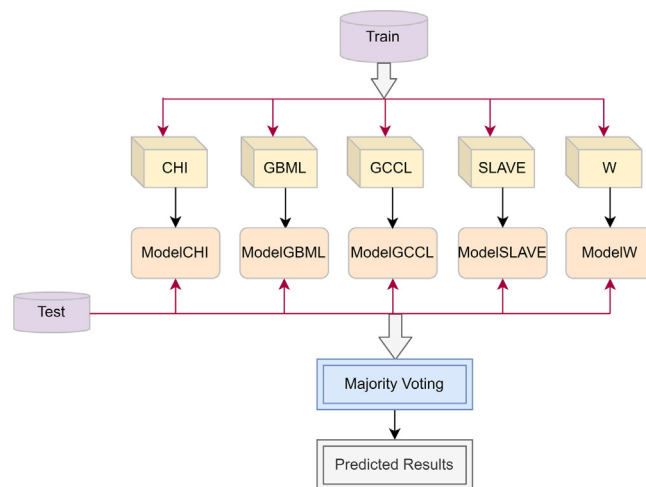 Train
CHI
GBML
GCCL
SLAVE
W
ModelCHI
ModelGBML
ModelGCCL
ModelSLAVE
ModelW
Test
Majority Voting
Predicted Results